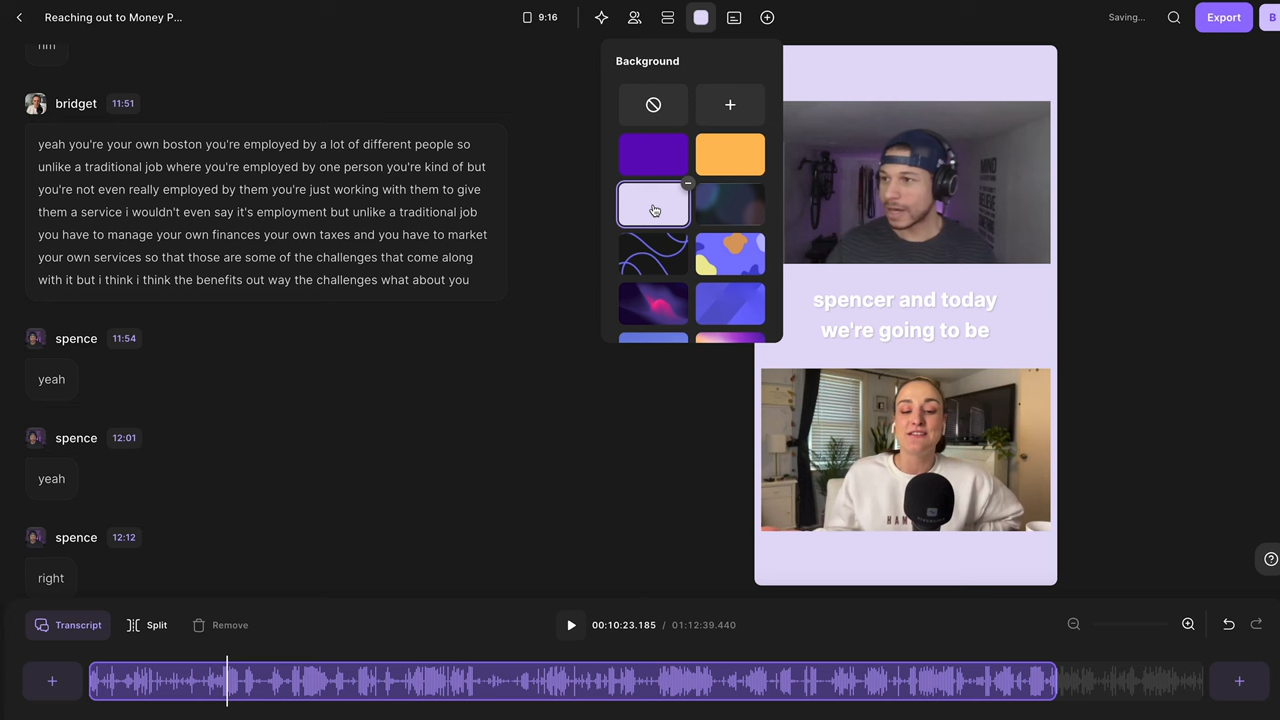 Reaching out to Money P...
9:16
Saving...
Export
B
him
bridget 11:51
yeah you're your own boston you're employed by a lot of different people so
unlike a traditional job where you're employed by one person you're kind of but
you're not even really employed by them you're just working with them to give
them a service i wouldn't even say it's employment but unlike a traditional job
you have to manage your own finances your own taxes and you have to market
your own services so that those are some of the challenges that come along
with it but i think i think the benefits out way the challenges what about you
spence 11:54
yeah
spence 12:01
yeah
spence 12:12
right
Background
MIND
spencer and today
we're going to be
HAM
Transcript
Split
Remove
00:10:23.185 / 01:12:39.440